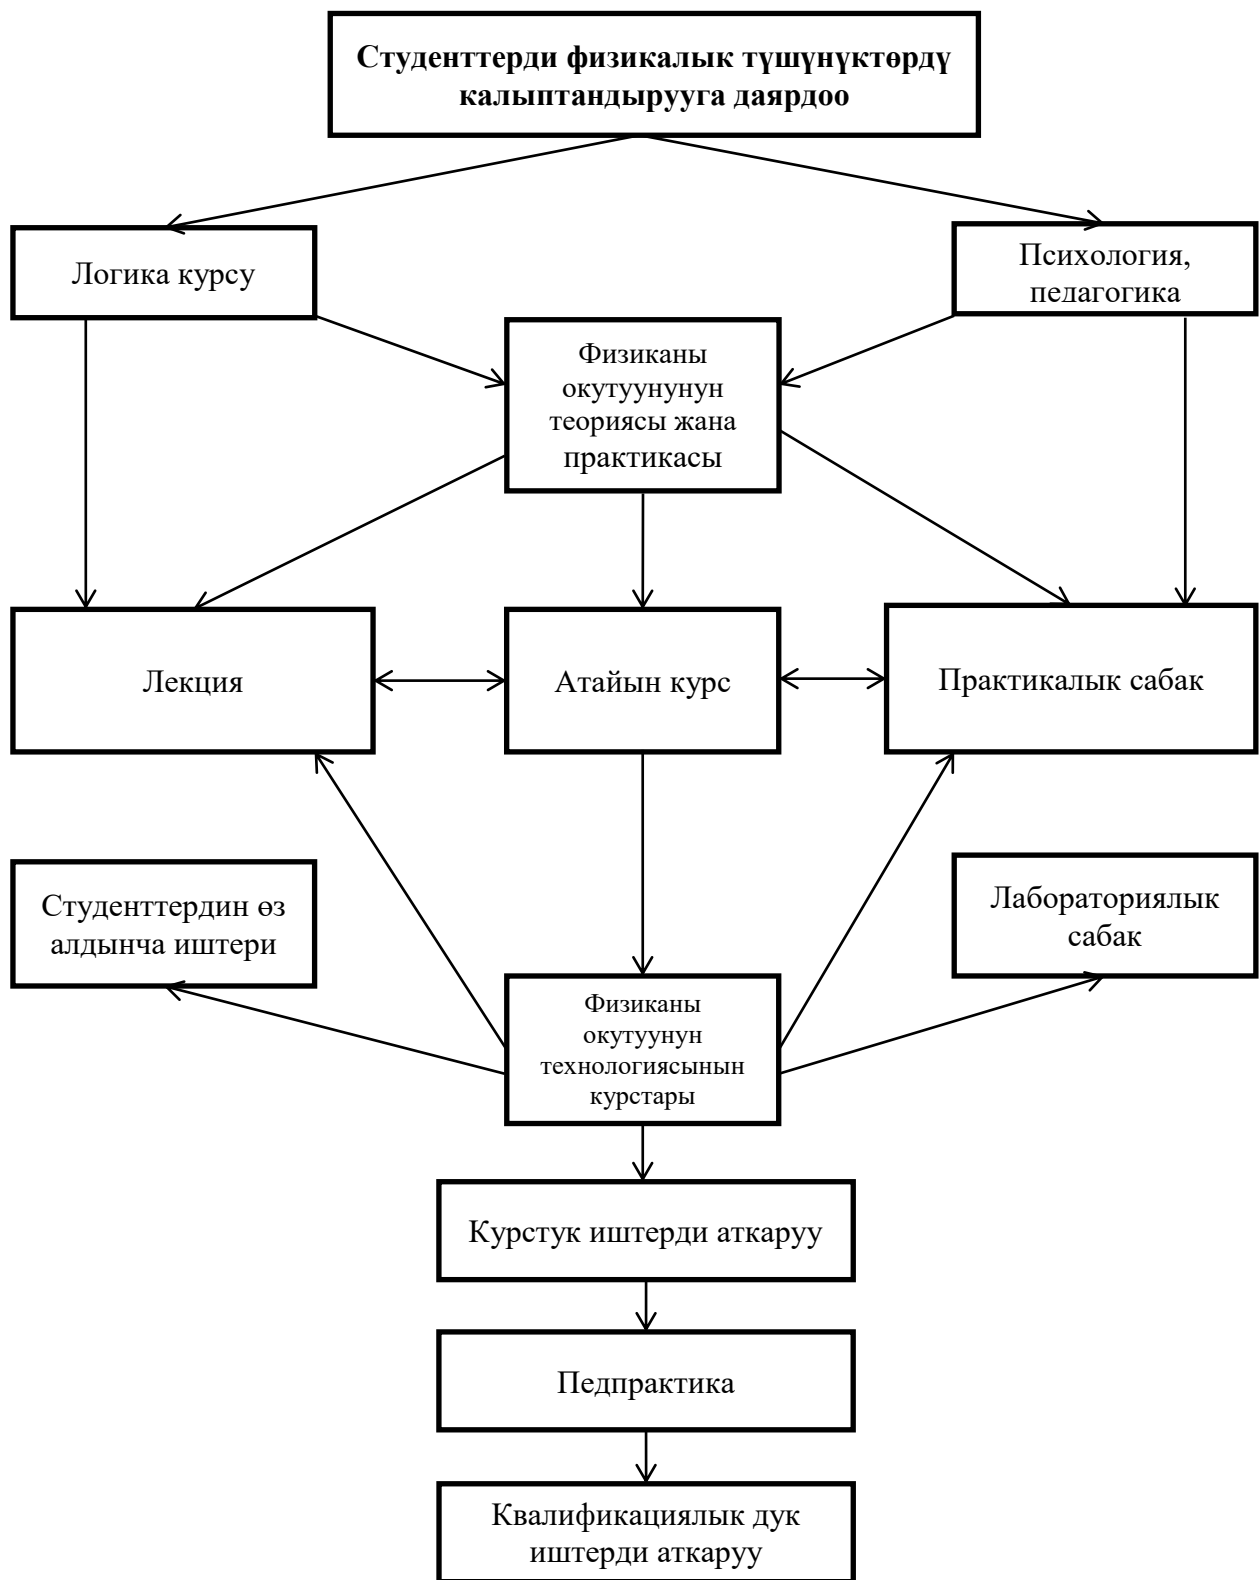 Студенттерди физикалык түшүнүктөрдү
калыптандырууга даярдоо
Логика курсу
Психология,
педагогика
Физиканы
окутуунунун
теориясы жана
практикасы
Лекция
Атайын курс
Практикалык сабак
Студенттердин өз
алдынча иштери
Лабораториялык
сабак
Физиканы
окутуунун
технологиясынын
курстары
Курстук иштерди аткаруу
Педпрактика
Квалификациялык дук
иштерди аткаруу